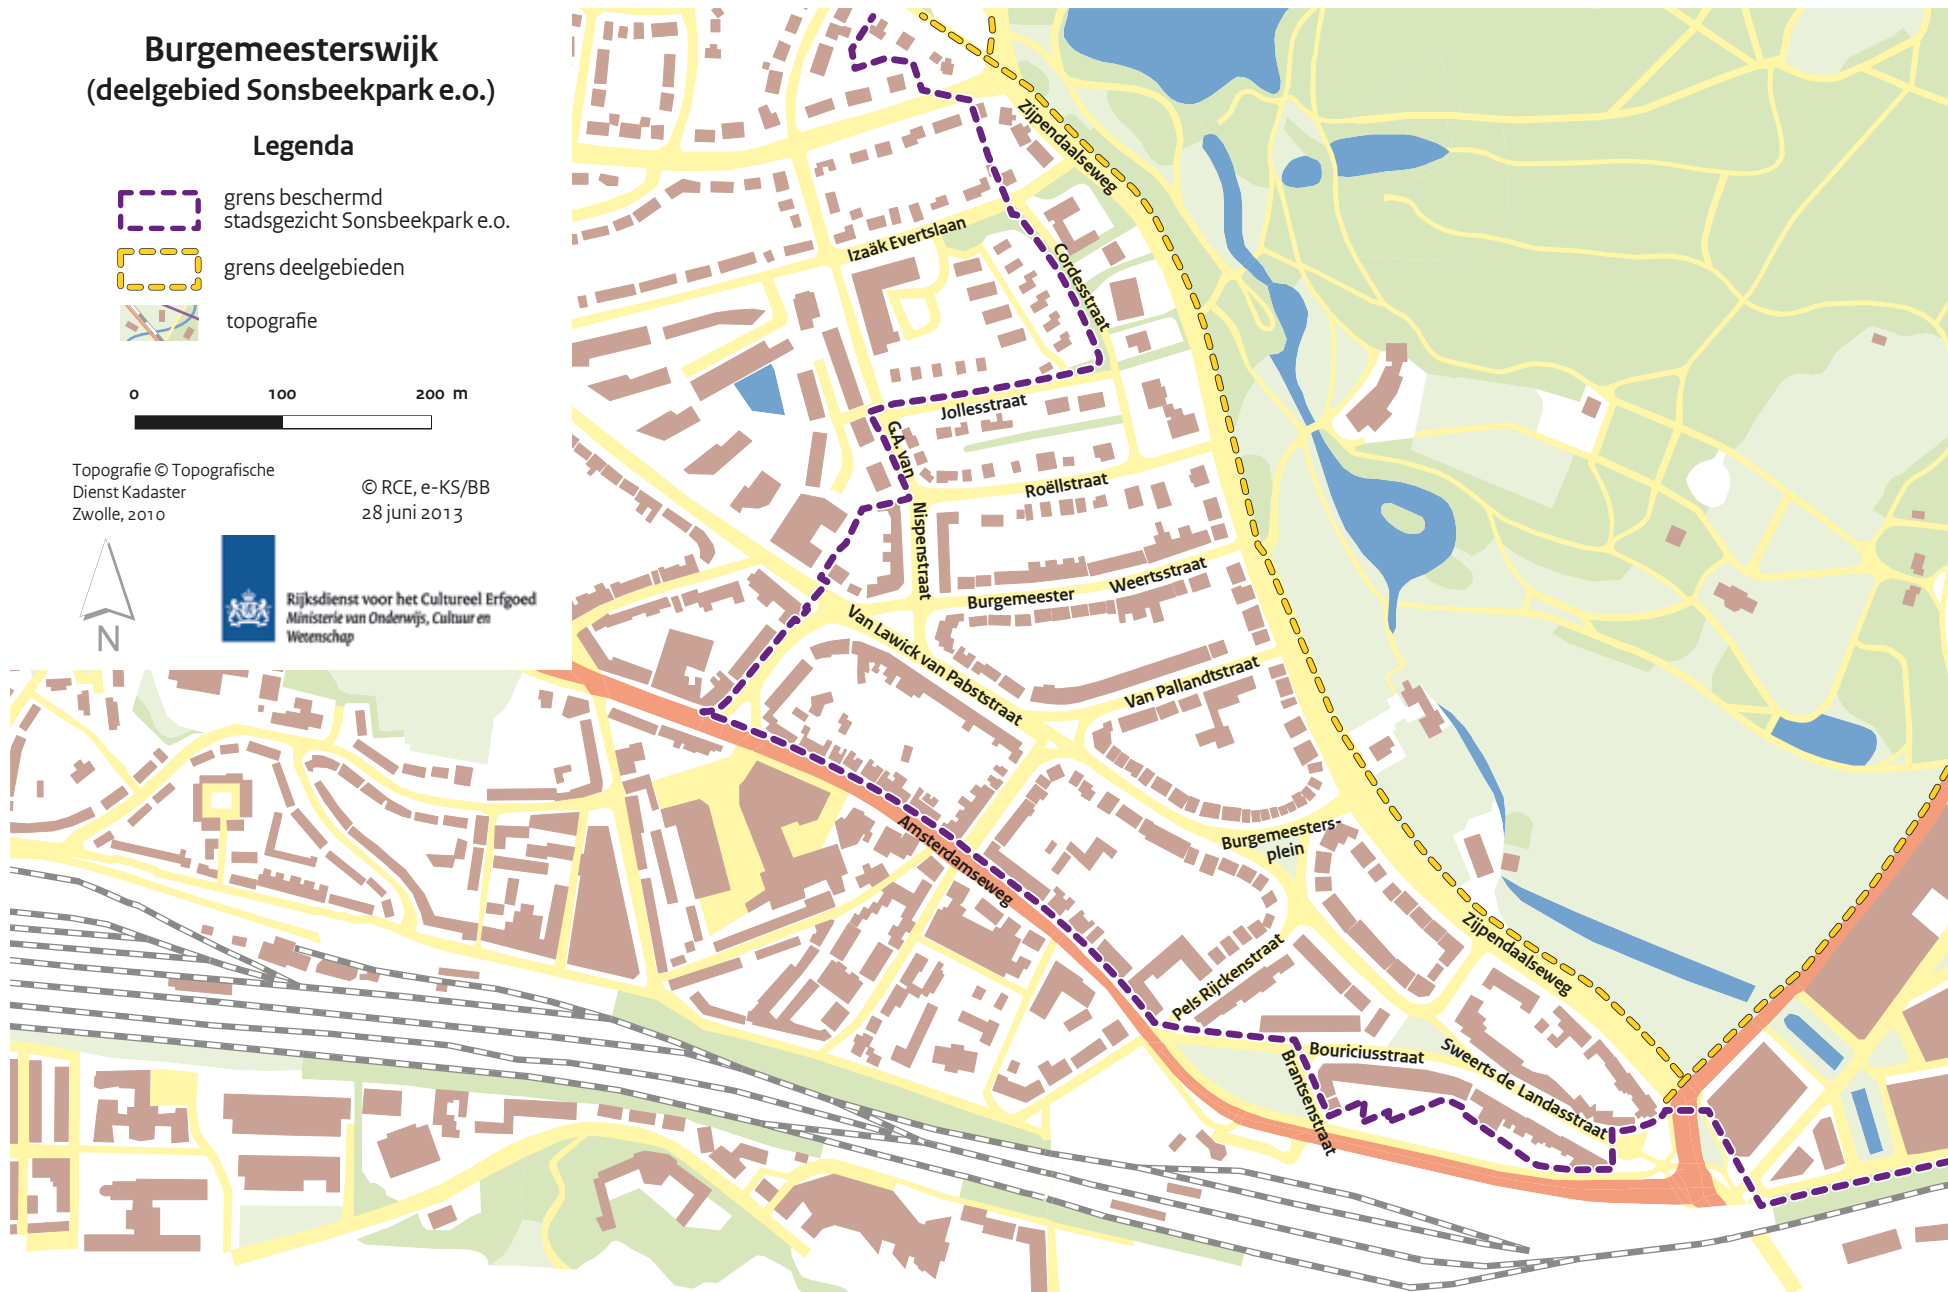 Burgemeesterswijk
(deelgebied Sonsbeekpark e.o.)
Legenda
grens beschermd
stadsgezicht Sonsbeekpark e.o.
grens deelgebieden
topografie
0 100 200 m
Topografie © Topografische
Dienst Kadaster
Zwolle, 2010
© RCE, e-KS/BB
28 juni 2013
N
Rijksdienst voor het Cultureel Erfgoed
Ministerie van Onderwijs, Cultuur en
Wetenschap
Zijpendaalseweg
Izaäk Evertslaan
Cordesstraat
Jollesstraat
G.A. van
Nispenstraat
Roëllstraat
Burgemeester Weertsstraat
Van Lawick van Pabststraat
Van Pallandtstraat
Burgemeesters-
plein
Amsterdamseweg
Zijpendaalseweg
Pels Rijckenstraat
Bouriciusstraat
Brantsenstraat
Sweerts de Landasstraat